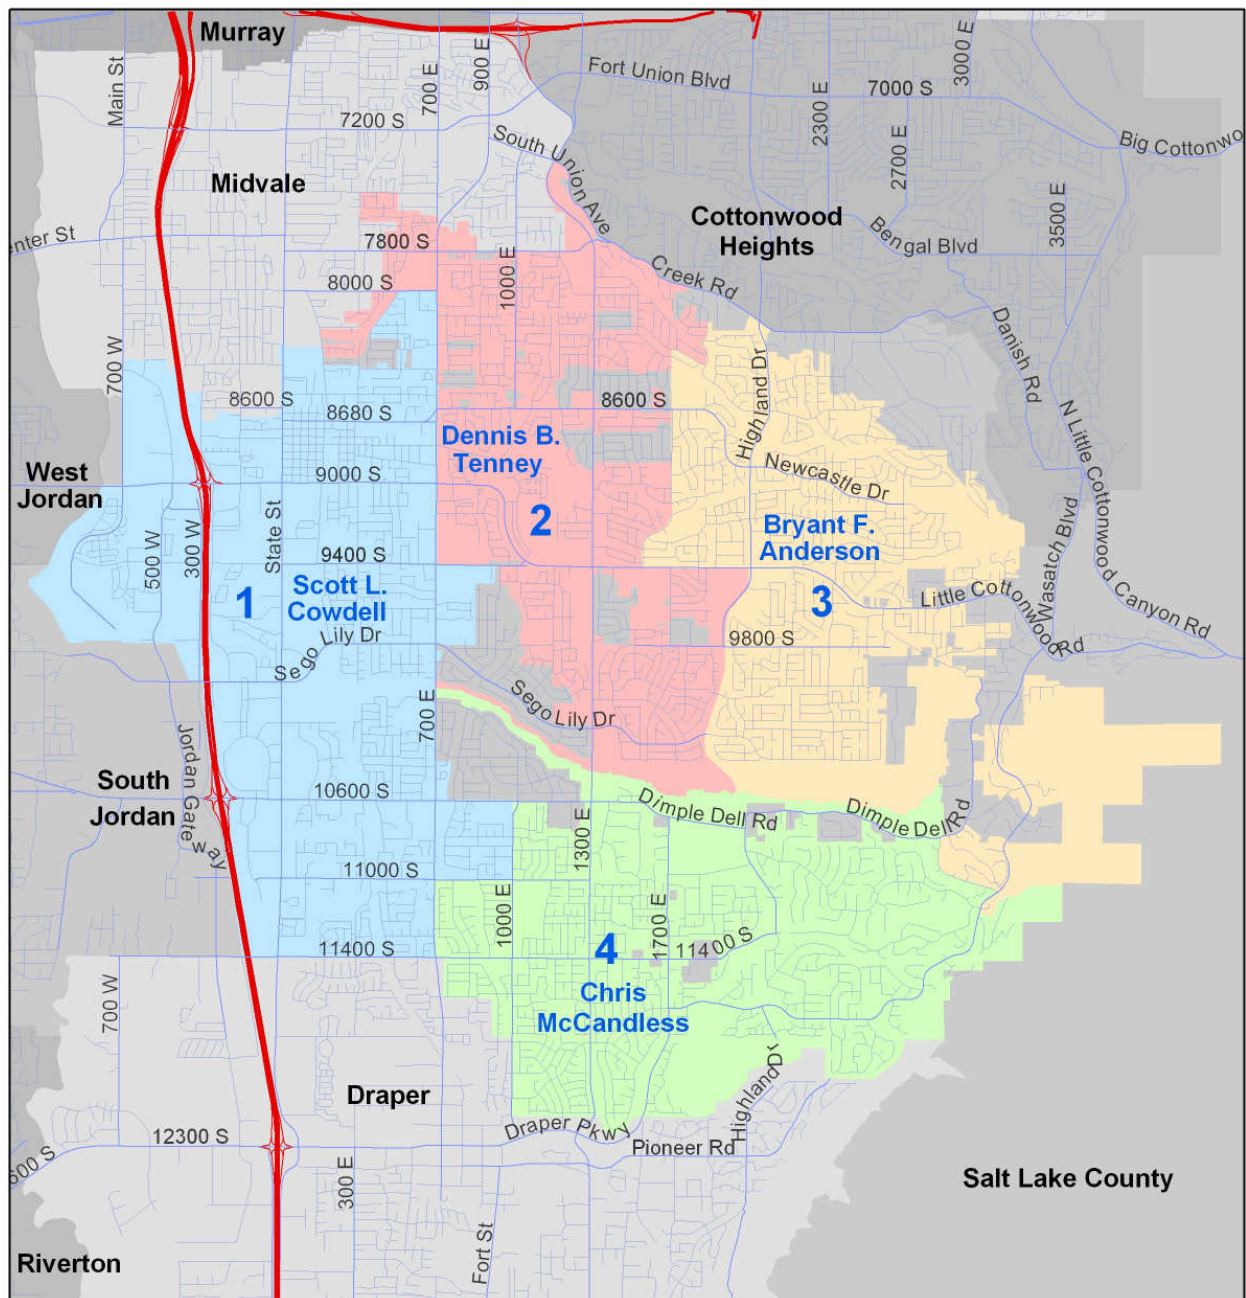 Murray
Main St
7200 S
700 E
900 E
Fort Union Blvd
7000 S
3000 E
2300 E
2700 E
Big Cottonwo
South Union Ave
Midvale
Cottonwood
Heights
3500 E
Bengal Blvd
enter St
7800 S
1000 E
Creek Rd
8000 S
Danish Rd
700 W
Highland Dr
8600 S
8680 S
8600 S
N Little Cottonwood Canyon Rd
Dennis B.
Tenney
West
Jordan
9000 S
Newcastle Dr
2
Bryant F.
Anderson
State St
500 W
300 W
9400 S
Wasatch Blvd
1
Scott L.
Cowdell
3
Little Cottonwood Rd
Sego Lily Dr
9800 S
700 E
Sego Lily Dr
Jordan Gateway
South
Jordan
10600 S
Dimple Dell Rd
Dimple Dell Rd
1300 E
11000 S
1000 E
1700 E
11400 S
4
11400 S
Chris
McCandless
700 W
Draper
Highland Dr
12300 S
Draper Pkwy
Pioneer Rd
600 S
300 E
Salt Lake County
Fort St
Riverton